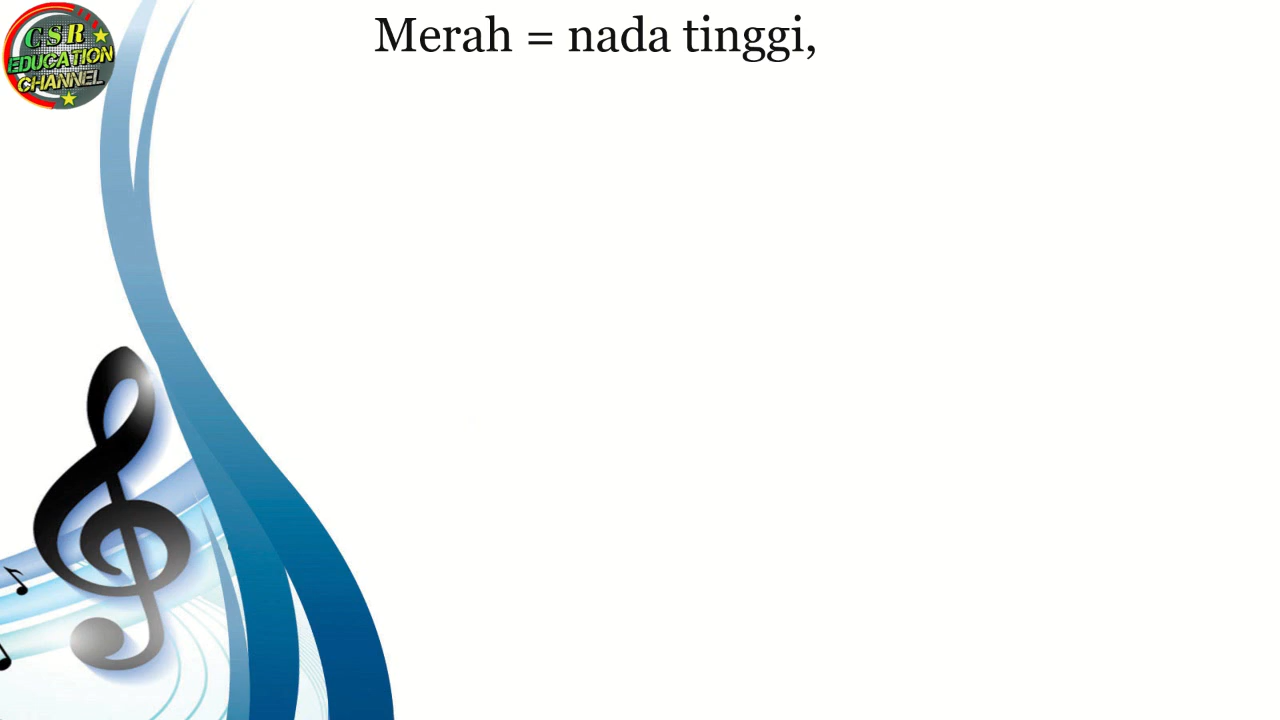 Merah = nada tinggi,
CSR
EDUCATION
CHANNEL